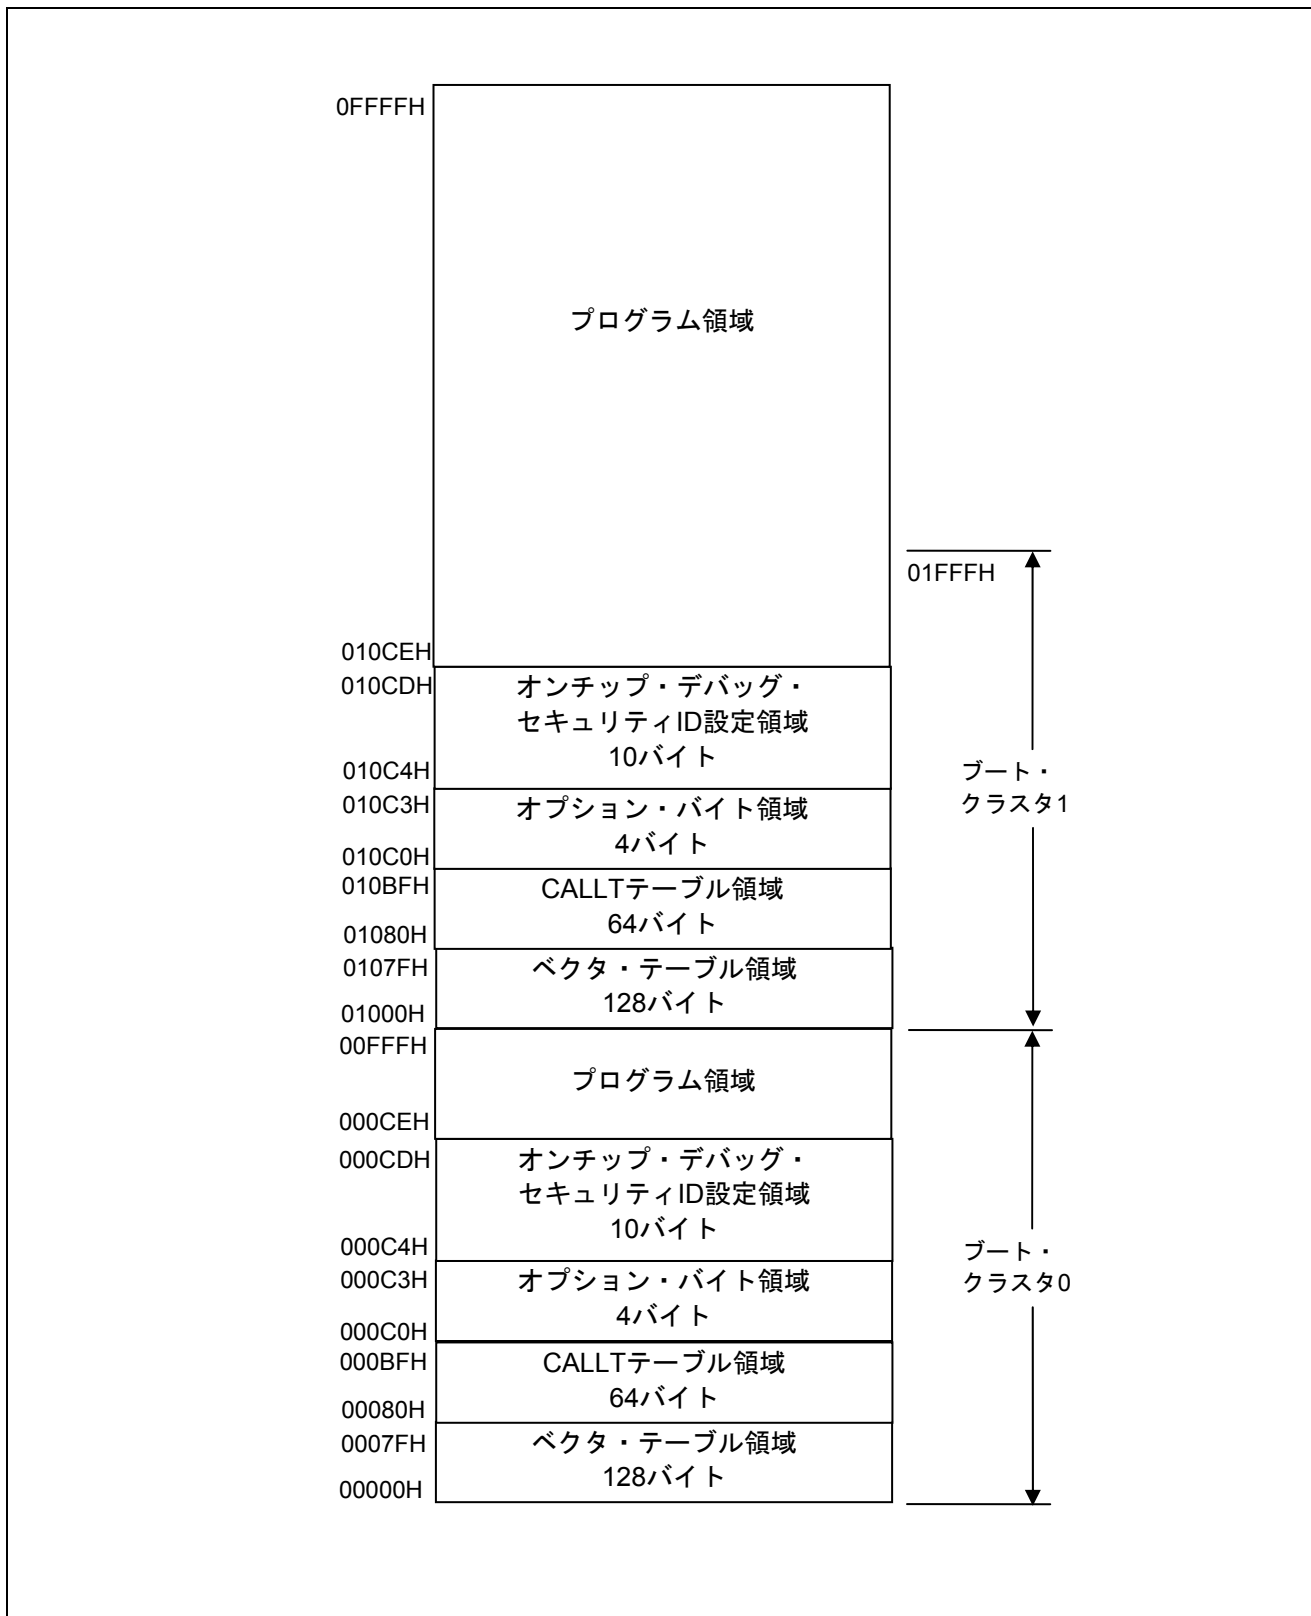 0FFFFH
プログラム領域
01FFFH
010CEH
010CDH
オンチップ・デバッグ・
セキュリティID設定領域
10バイト
010C4H
ブート・
クラスタ1
010C3H
オプション・バイト領域
4バイト
010C0H
010BFH
CALLTテーブル領域
64バイト
01080H
0107FH
ベクタ・テーブル領域
128バイト
01000H
00FFFH
プログラム領域
000CEH
000CDH
オンチップ・デバッグ・
セキュリティID設定領域
10バイト
000C4H
ブート・
クラスタ0
000C3H
オプション・バイト領域
4バイト
000C0H
000BFH
CALLTテーブル領域
64バイト
00080H
0007FH
ベクタ・テーブル領域
128バイト
00000H